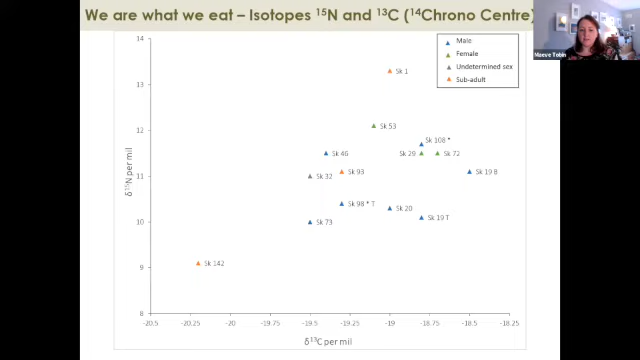 We are what we eat – Isotopes ¹⁵N and ¹³C (¹⁴Chrono Centre)
Maeve Tobin
Male
Female
Undetermined sex
Sub-adult
14
13
12
11
10
9
8
δ¹⁵N per mil
Sk 1
Sk 53
Sk 108 *
Sk 46
Sk 29
Sk 72
Sk 32
Sk 93
Sk 19 B
Sk 98 * T
Sk 20
Sk 73
Sk 19 T
Sk 142
-20.5 -20.25 -20 -19.75 -19.5 -19.25 -19 -18.75 -18.5 -18.25
δ¹³C per mil